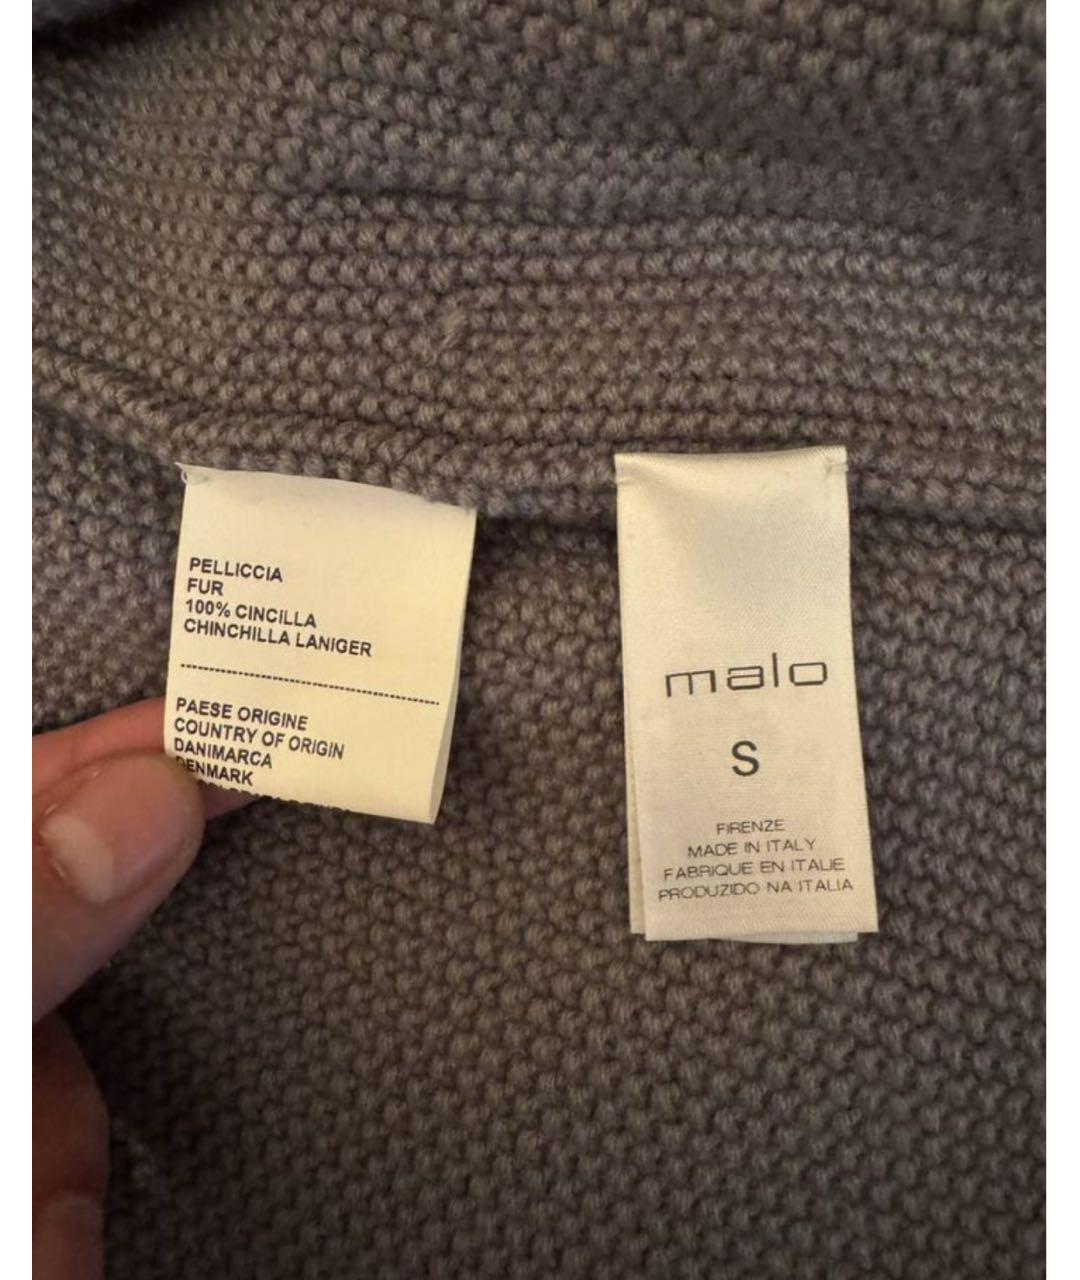 PELLICCIA
FUR
100% CINCILLA
CHINCHILLA LANIGER
PAESE ORIGINE
COUNTRY OF ORIGIN
DANIMARCA
DENMARK
malo
S
FIRENZE
MADE IN ITALY
FABRIQUE EN ITALIE
PRODUZIDO NA ITALIA